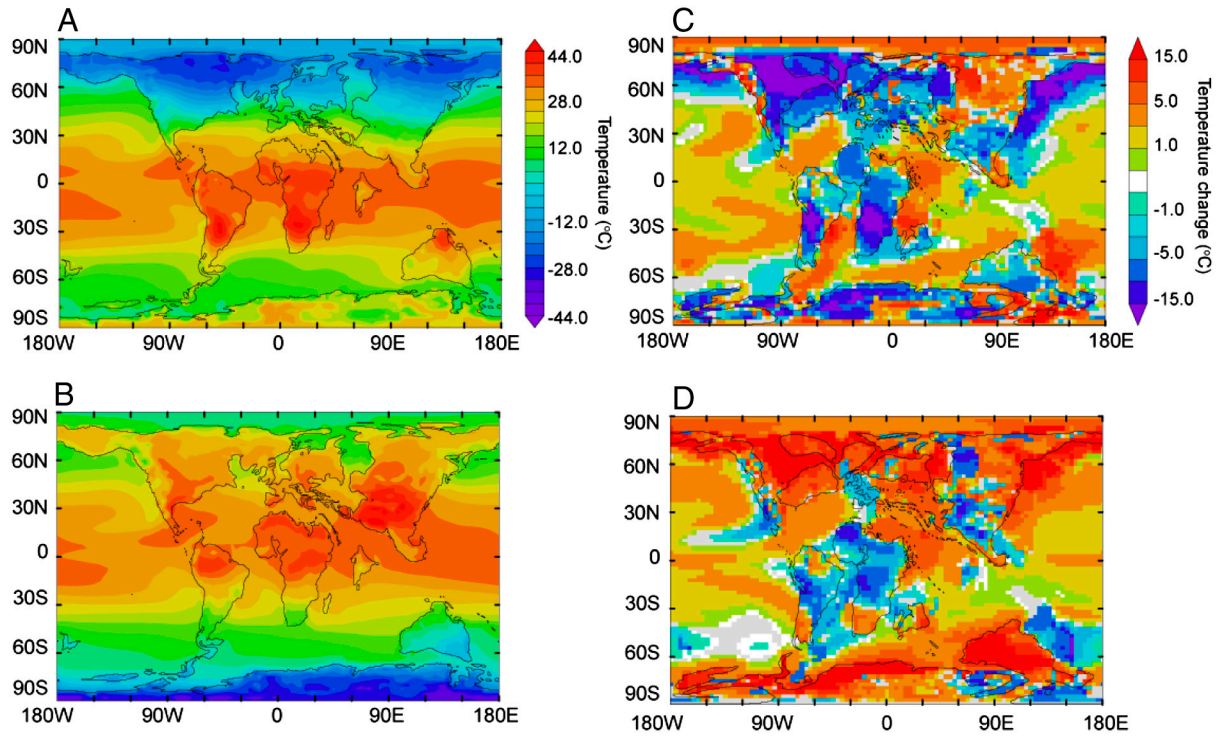 A
90N
60N
30N
0
30S
60S
90S
180W 90W 0 90E 180E
44.0
28.0
12.0
-12.0
-28.0
-44.0
Temperature (°C)
C
90N
60N
30N
0
30S
60S
90S
180W 90W 0 90E 180E
15.0
5.0
1.0
-1.0
-5.0
-15.0
Temperature change (°C)
B
90N
60N
30N
0
30S
60S
90S
180W 90W 0 90E 180E
D
90N
60N
30N
0
30S
60S
90S
180W 90W 0 90E 180E